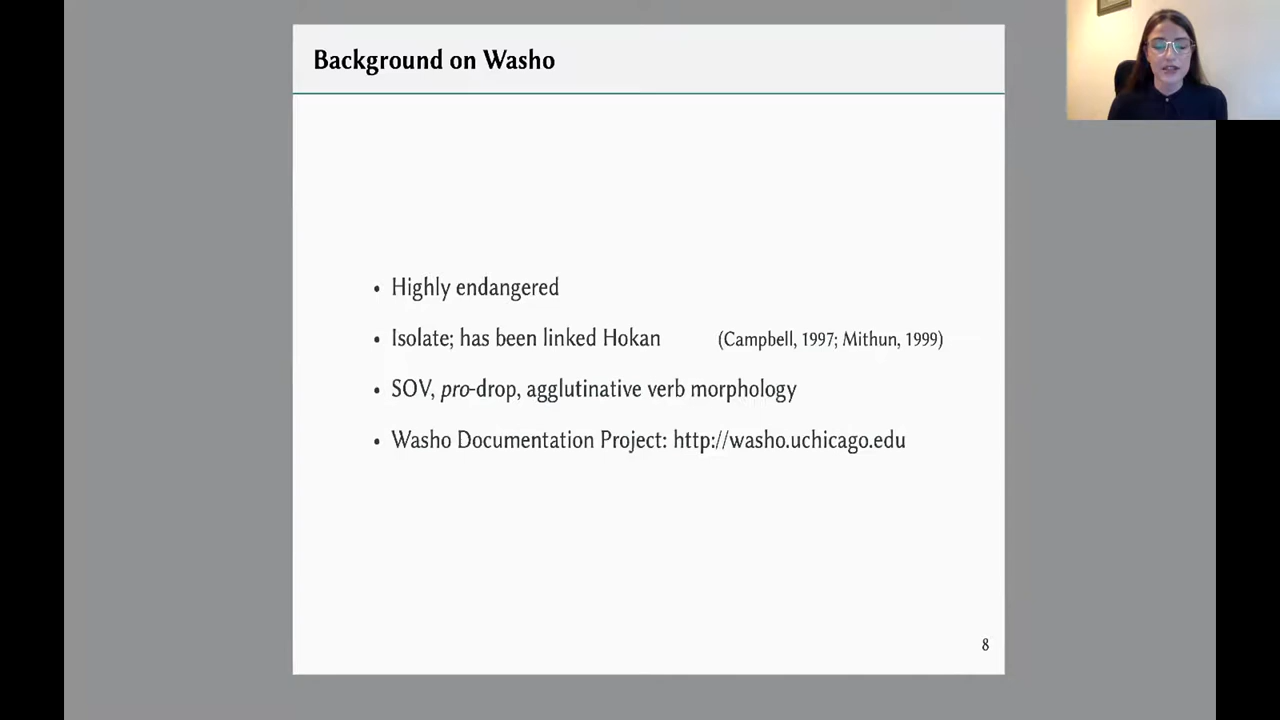 Background on Washo
• Highly endangered
• Isolate; has been linked Hokan (Campbell, 1997; Mithun, 1999)
• SOV, pro-drop, agglutinative verb morphology
• Washo Documentation Project: http://washo.uchicago.edu
8